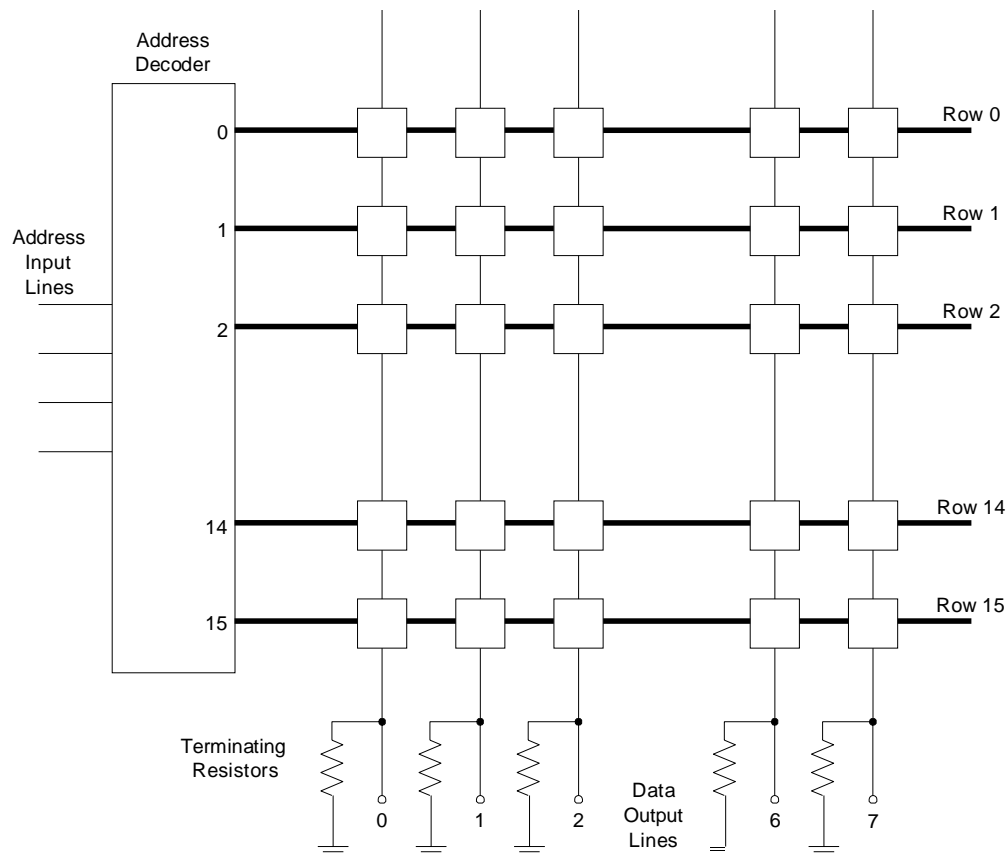 Address
Decoder
0
Row 0
1
Row 1
Address
Input
Lines
2
Row 2
14
Row 14
15
Row 15
Terminating
Resistors
0
1
2
Data
Output
Lines
6
7